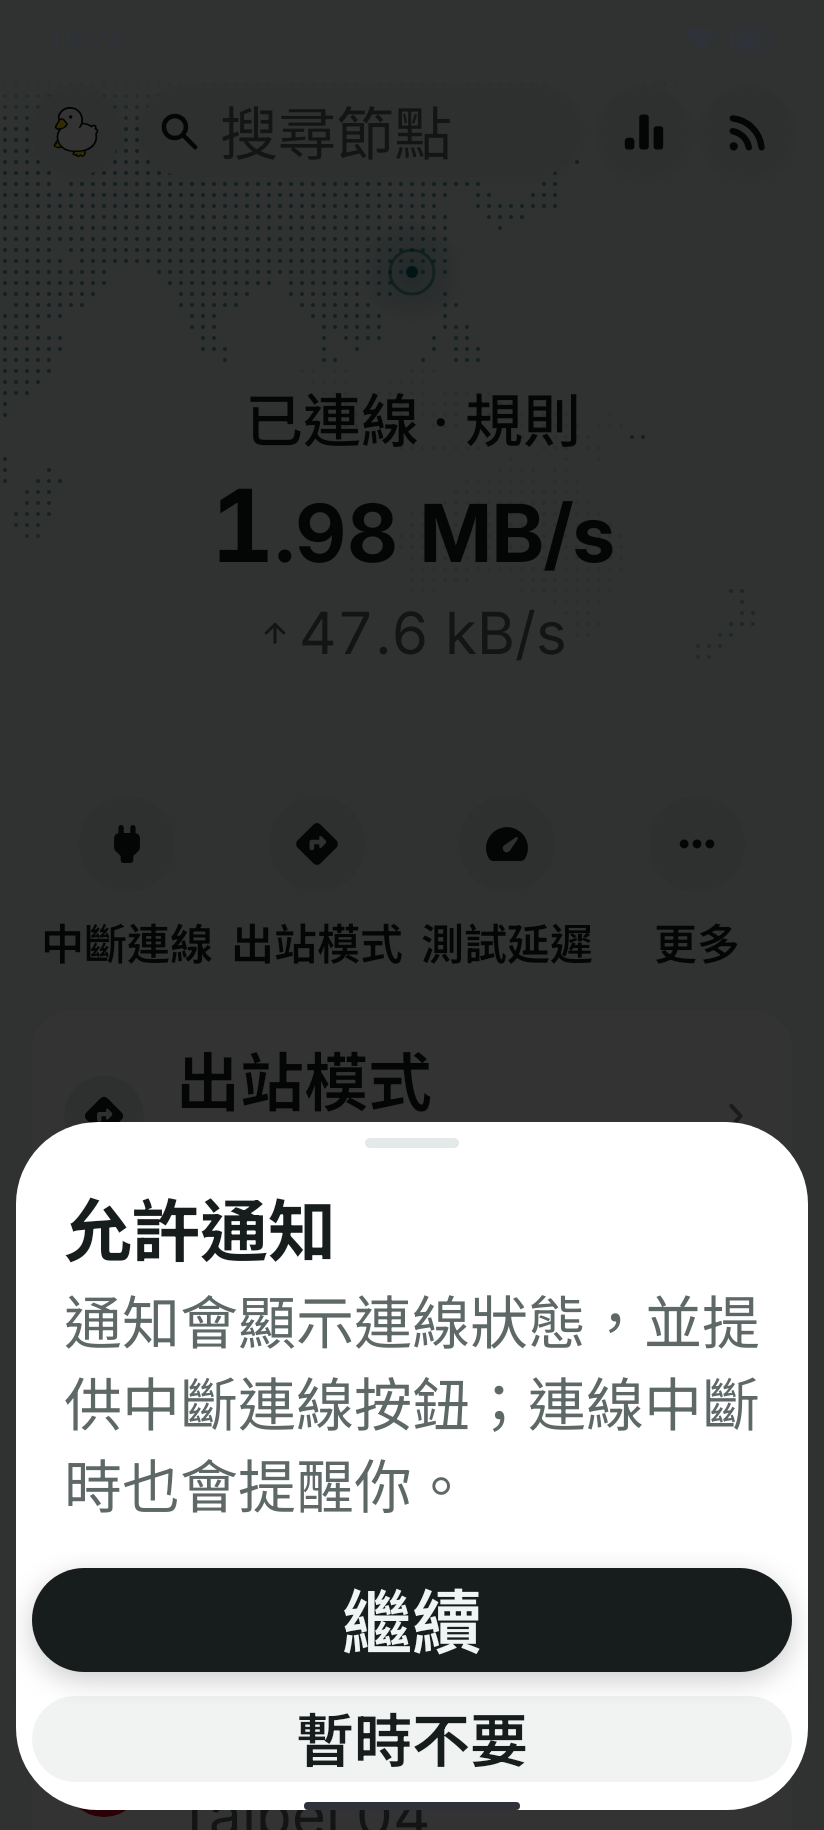 搜尋節點
已連線 · 規則
1.98 MB/s
↑ 47.6 kB/s
中斷連線 出站模式 測試延遲 更多
出站模式
允許通知
通知會顯示連線狀態，並提
供中斷連線按鈕；連線中斷
時也會提醒你。
繼續
暫時不要
Taipei 04